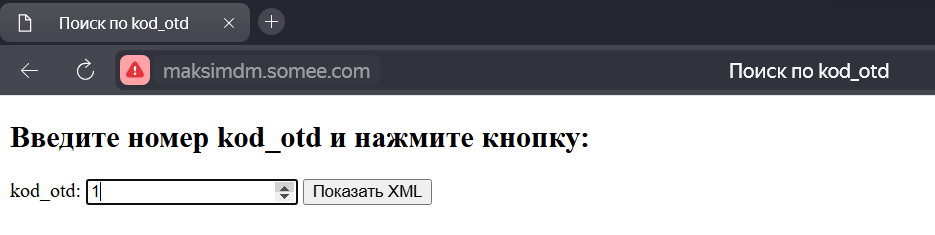 Поиск по kod_otd
maksimdm.somee.com Поиск по kod_otd
Введите номер kod_otd и нажмите кнопку:
kod_otd: 1 Показать XML